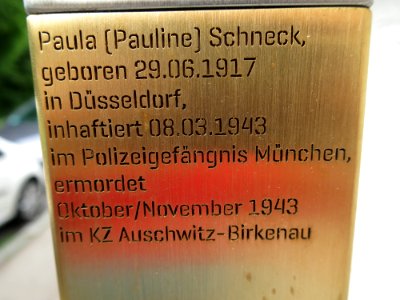 Paula (Pauline) Schneck,
geboren 29.06.1917
in Düsseldorf,
inhaftiert 08.03.1943
im Polizeigefängnis München,
ermordet
Oktober/November 1943
im KZ Auschwitz-Birkenau